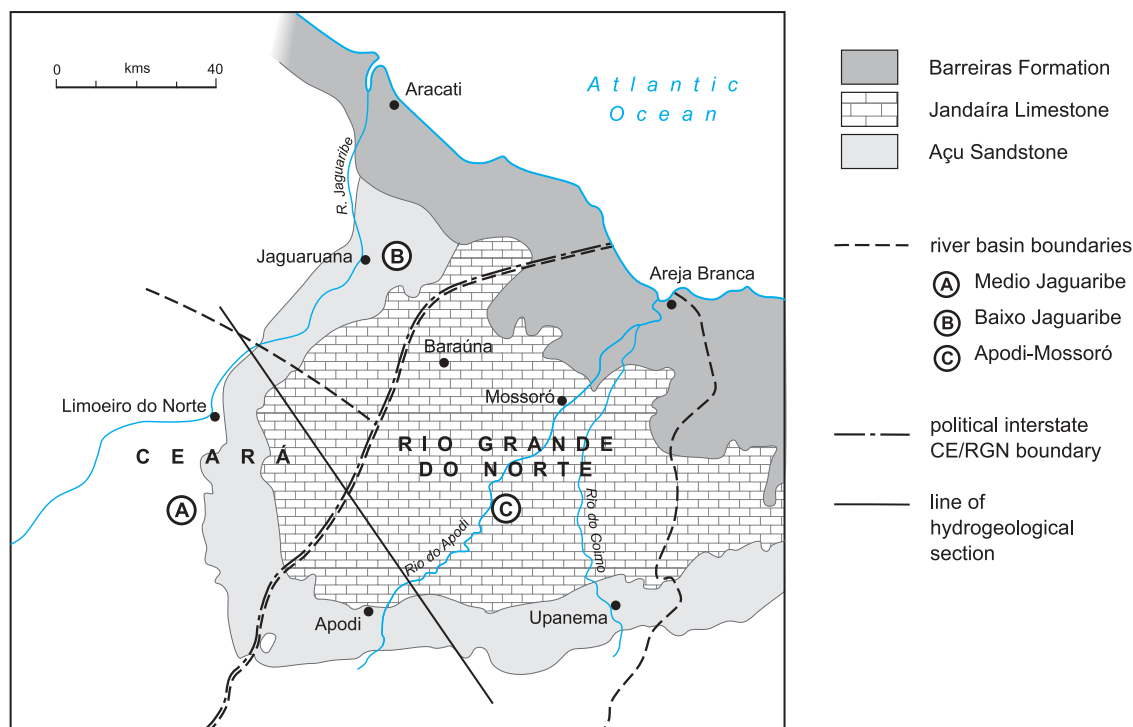 0 kms 40
Aracati
Atlantic
Ocean
R. Jaguaribe
Jaguaruana
B
Areja Branca
Baraúna
Mossoró
Limoeiro do Norte
CEARÁ
RIO GRANDE
DO NORTE
A
C
Rio do Apodi
Rio do Coimo
Apodi
Upanema
Barreiras Formation
Jandaíra Limestone
Açu Sandstone
river basin boundaries
A Medio Jaguaribe
B Baixo Jaguaribe
C Apodi-Mossoró
political interstate
CE/RGN boundary
line of
hydrogeological
section